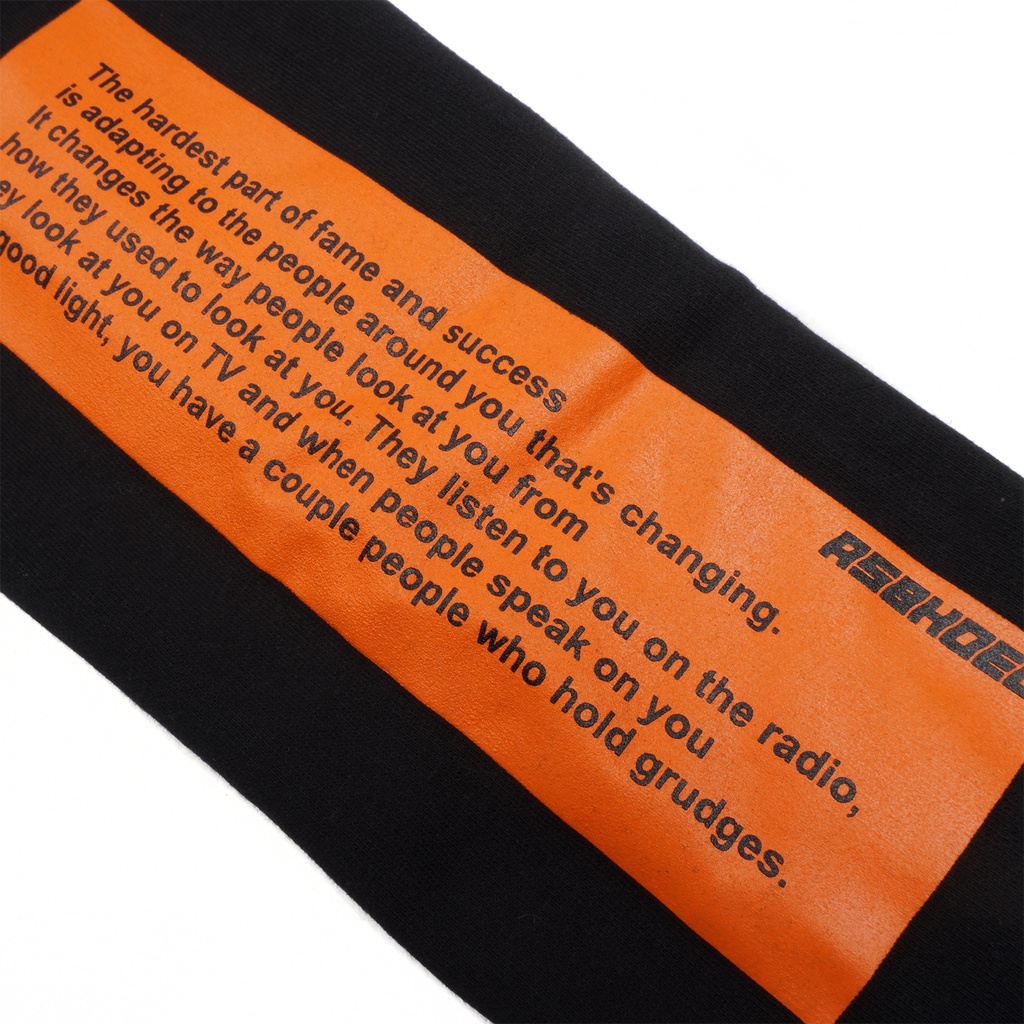 The hardest part of fame and success
is adapting to the people around you that's changing.
It changes the way people look at you from
how they used to look at you. They listen to you on the radio,
ey look at you on TV and when people speak on you
good light, you have a couple people who hold grudges.